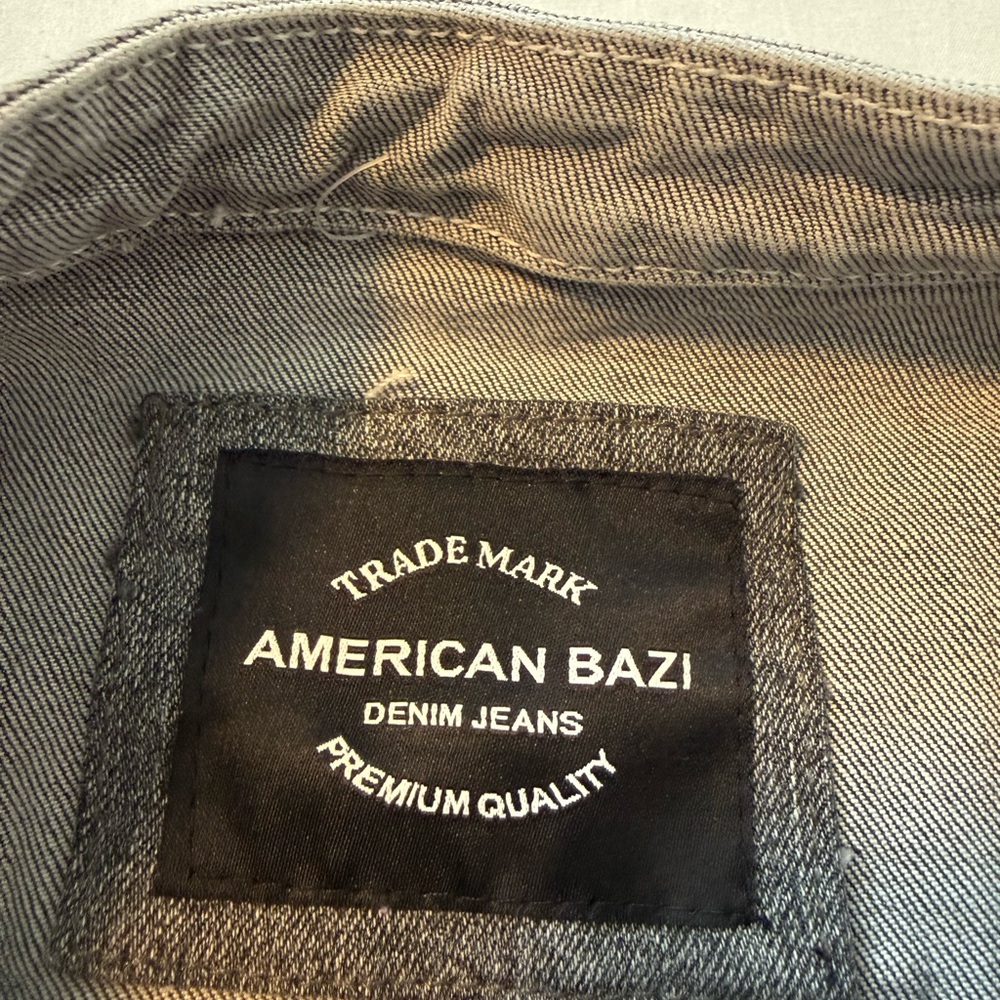 TRADE MARK
AMERICAN BAZI
DENIM JEANS
PREMIUM QUALITY